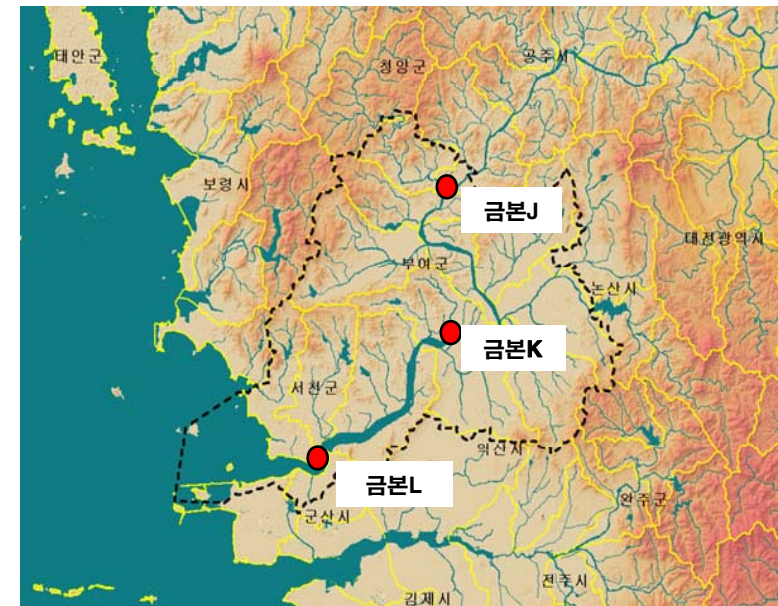 태안군
청양군
공주시
보령시
금본J
대전광역시
부여군
논산시
금본K
서천군
익산시
금본L
완주군
군산시
전주시
김제시